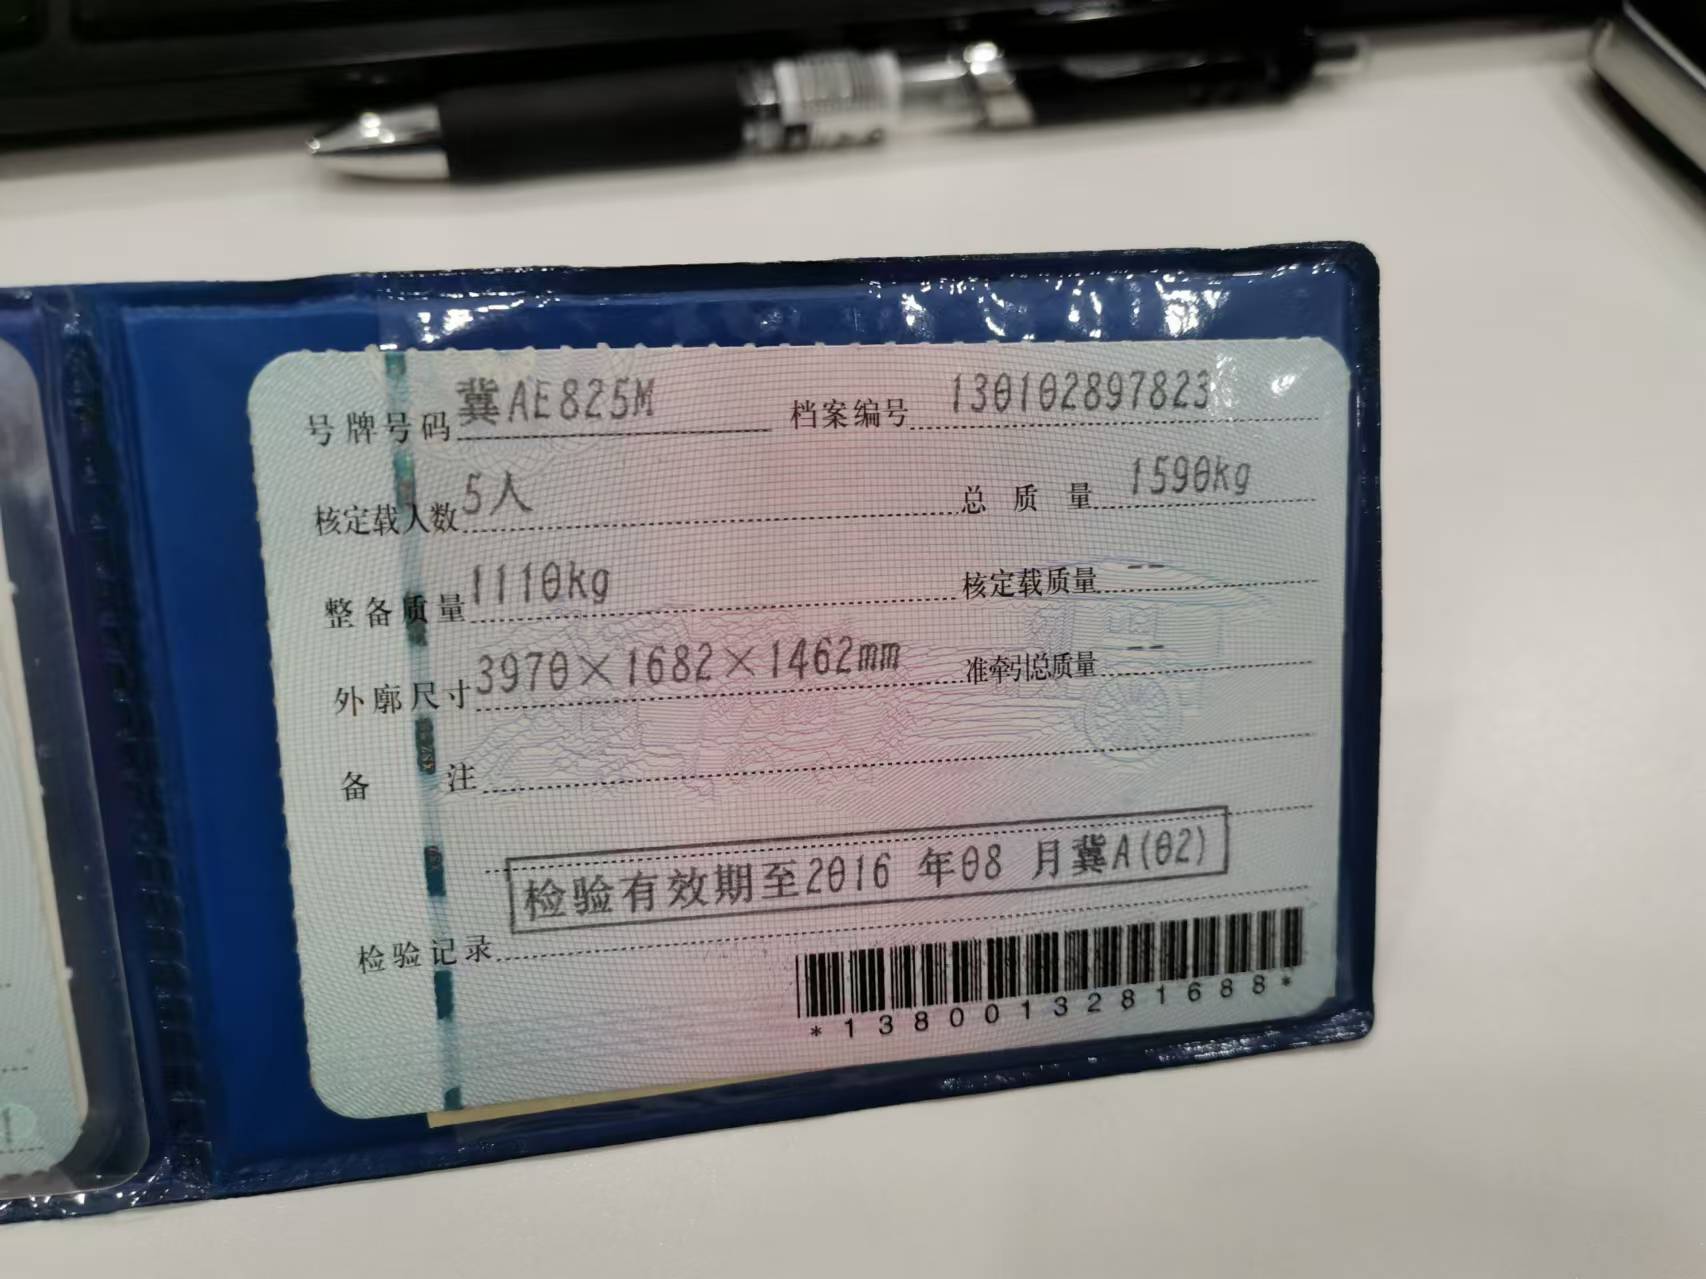 号牌号码 冀AE825M 档案编号 130102897823
核定载人数 5人 总质量 1590kg
整备质量 1110kg 核定载质量 --
外廓尺寸 3970×1682×1462mm 准牵引总质量 --
备注
检验有效期至2016 年08 月冀A(02)
检验记录
*1380013281688*